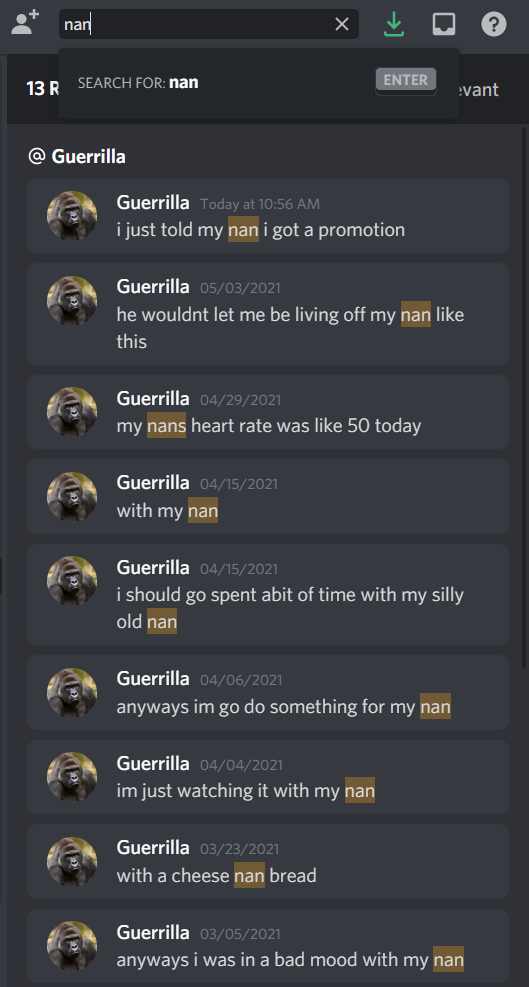 nan
SEARCH FOR: nan
ENTER
13 R
evant
@ Guerrilla
Guerrilla Today at 10:56 AM
i just told my nan i got a promotion
Guerrilla 05/03/2021
he wouldnt let me be living off my nan like
this
Guerrilla 04/29/2021
my nans heart rate was like 50 today
Guerrilla 04/15/2021
with my nan
Guerrilla 04/15/2021
i should go spent abit of time with my silly
old nan
Guerrilla 04/06/2021
anyways im go do something for my nan
Guerrilla 04/04/2021
im just watching it with my nan
Guerrilla 03/23/2021
with a cheese nan bread
Guerrilla 03/05/2021
anyways i was in a bad mood with my nan